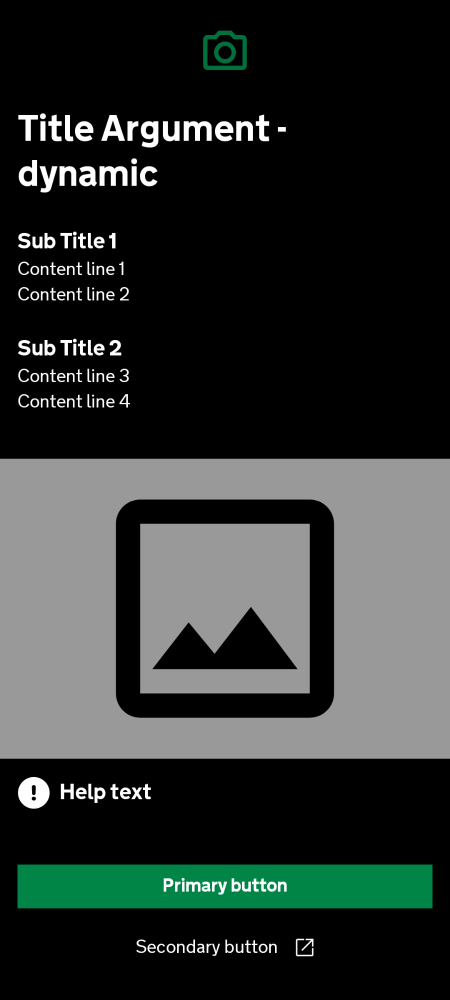 Title Argument -
dynamic
Sub Title 1
Content line 1
Content line 2
Sub Title 2
Content line 3
Content line 4
Help text
Primary button
Secondary button